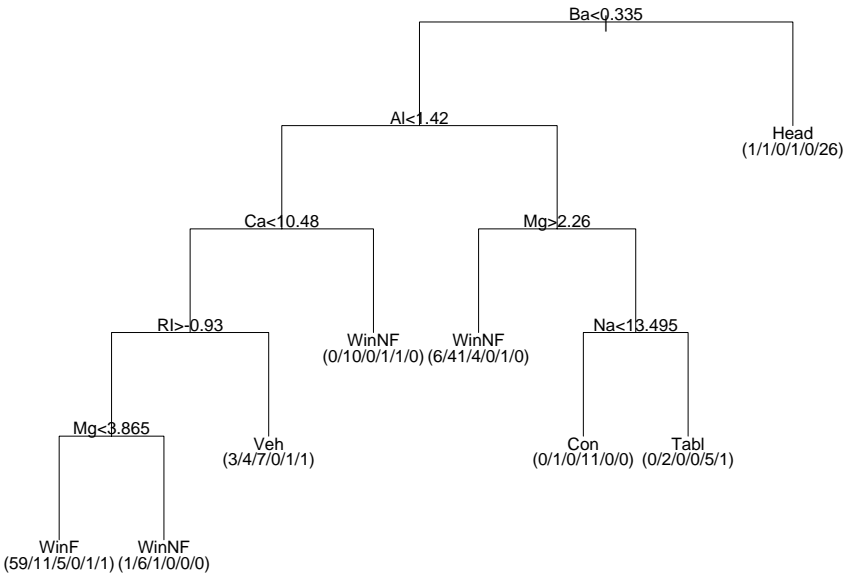 Ba<0.335
Al<1.42
Head
(1/1/0/1/0/26)
Ca<10.48
Mg>2.26
RI>-0.93
WinNF
(0/10/0/1/1/0)
WinNF
(6/41/4/0/1/0)
Na<13.495
Mg<3.865
Veh
(3/4/7/0/1/1)
Con
(0/1/0/11/0/0)
Tabl
(0/2/0/0/5/1)
WinF
(59/11/5/0/1/1)
WinNF
(1/6/1/0/0/0)